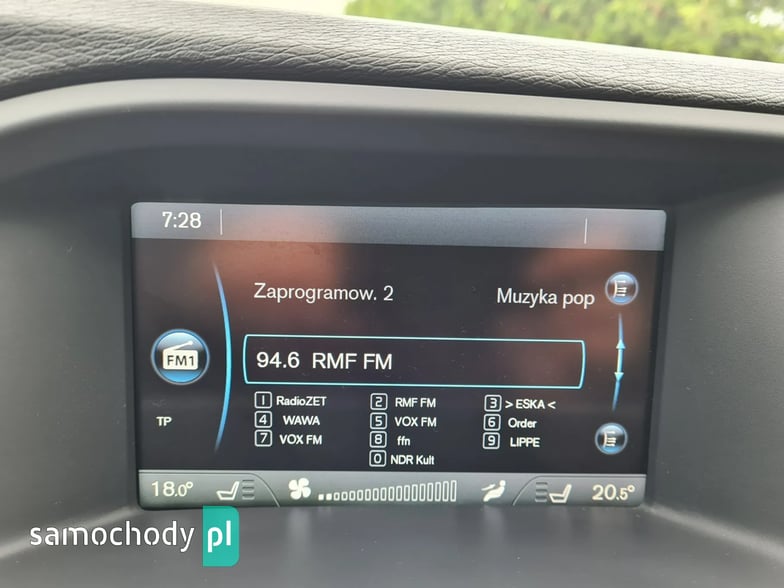 7:28
Zaprogramow. 2
Muzyka pop
FM1
94.6 RMF FM
1 RadioZET 2 RMF FM 3 > ESKA <
TP
4 WAWA 5 VOX FM 6 Order
7 VOX FM 8 ffn 9 LIPPE
0 NDR Kult
18.0° 20.5°
samochody pl